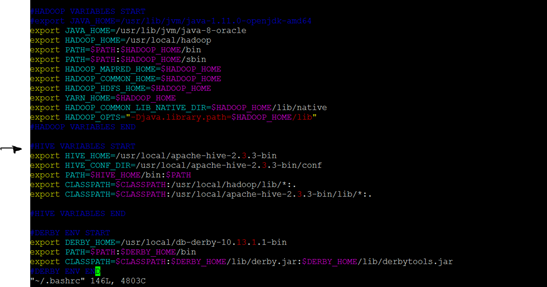 #HADOOP VARIABLES START
#export JAVA_HOME=/usr/lib/jvm/java-1.11.0-openjdk-amd64
export JAVA_HOME=/usr/lib/jvm/java-8-oracle
export HADOOP_HOME=/usr/local/hadoop
export PATH=$PATH:$HADOOP_HOME/bin
export PATH=$PATH:$HADOOP_HOME/sbin
export HADOOP_MAPRED_HOME=$HADOOP_HOME
export HADOOP_COMMON_HOME=$HADOOP_HOME
export HADOOP_HDFS_HOME=$HADOOP_HOME
export YARN_HOME=$HADOOP_HOME
export HADOOP_COMMON_LIB_NATIVE_DIR=$HADOOP_HOME/lib/native
export HADOOP_OPTS="-Djava.library.path=$HADOOP_HOME/lib"
#HADOOP VARIABLES END
#HIVE VARIABLES START
export HIVE_HOME=/usr/local/apache-hive-2.3.3-bin
export HIVE_CONF_DIR=/usr/local/apache-hive-2.3.3-bin/conf
export PATH=$HIVE_HOME/bin:$PATH
export CLASSPATH=$CLASSPATH:/usr/local/hadoop/lib/*:.
export CLASSPATH=$CLASSPATH:/usr/local/apache-hive-2.3.3-bin/lib/*:.
#HIVE VARIABLES END
#DERBY ENV START
export DERBY_HOME=/usr/local/db-derby-10.13.1.1-bin
export PATH=$PATH:$DERBY_HOME/bin
export CLASSPATH=$CLASSPATH:$DERBY_HOME/lib/derby.jar:$DERBY_HOME/lib/derbytools.jar
#DERBY ENV END
"~/.bashrc" 146L, 4803C